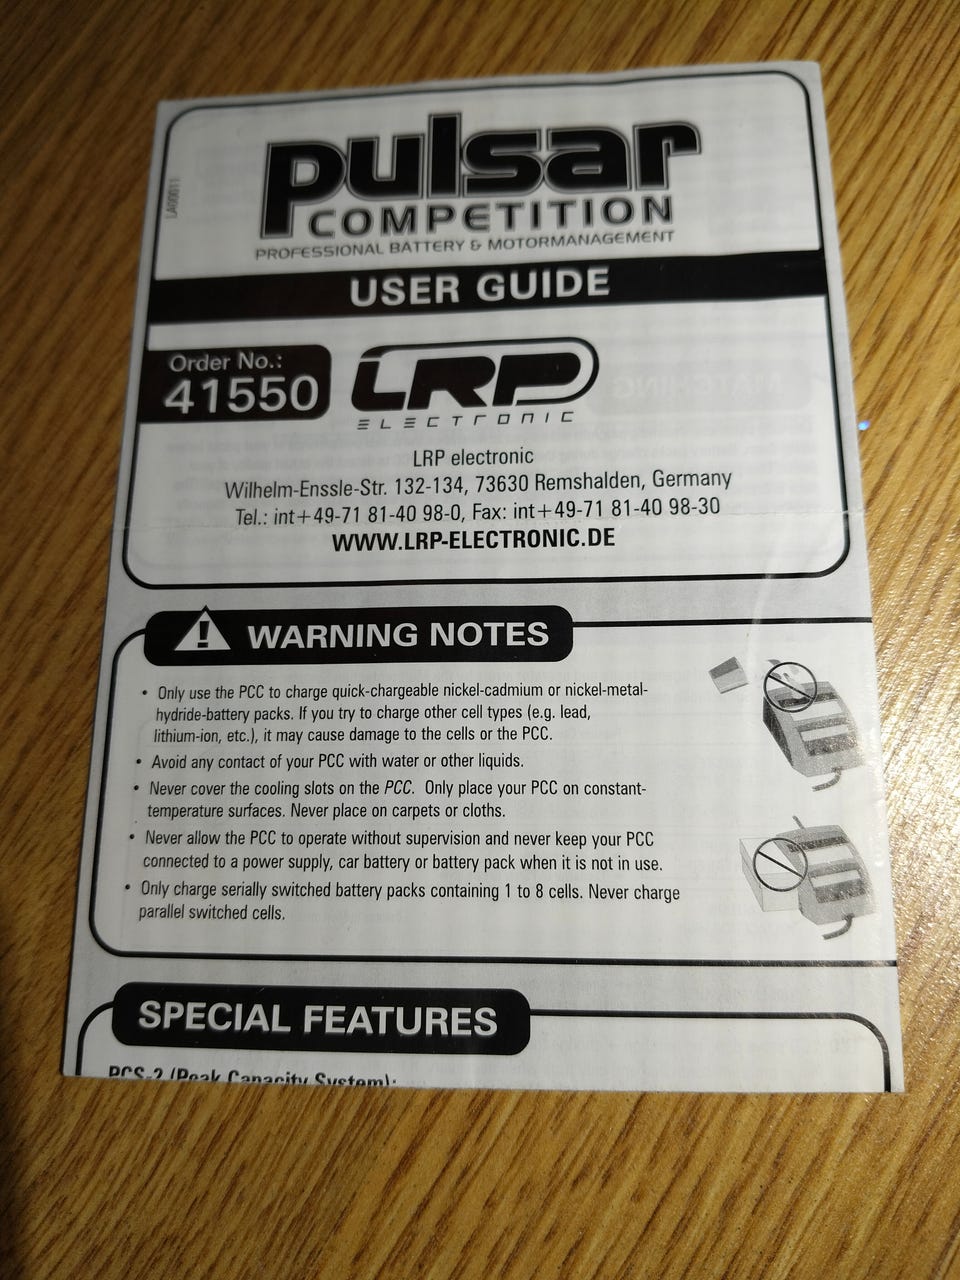 LA00011
pulsar
COMPETITION
PROFESSIONAL BATTERY & MOTORMANAGEMENT
USER GUIDE
Order No.:
41550
LRP
ELECTRONIC
LRP electronic
Wilhelm-Enssle-Str. 132-134, 73630 Remshalden, Germany
Tel.: int+49-71 81-40 98-0, Fax: int+49-71 81-40 98-30
WWW.LRP-ELECTRONIC.DE
WARNING NOTES
• Only use the PCC to charge quick-chargeable nickel-cadmium or nickel-metal-
hydride-battery packs. If you try to charge other cell types (e.g. lead,
lithium-ion, etc.), it may cause damage to the cells or the PCC.
• Avoid any contact of your PCC with water or other liquids.
• Never cover the cooling slots on the PCC. Only place your PCC on constant-
temperature surfaces. Never place on carpets or cloths.
• Never allow the PCC to operate without supervision and never keep your PCC
connected to a power supply, car battery or battery pack when it is not in use.
• Only charge serially switched battery packs containing 1 to 8 cells. Never charge
parallel switched cells.
SPECIAL FEATURES
PCS-2 (Peak Capacity System):